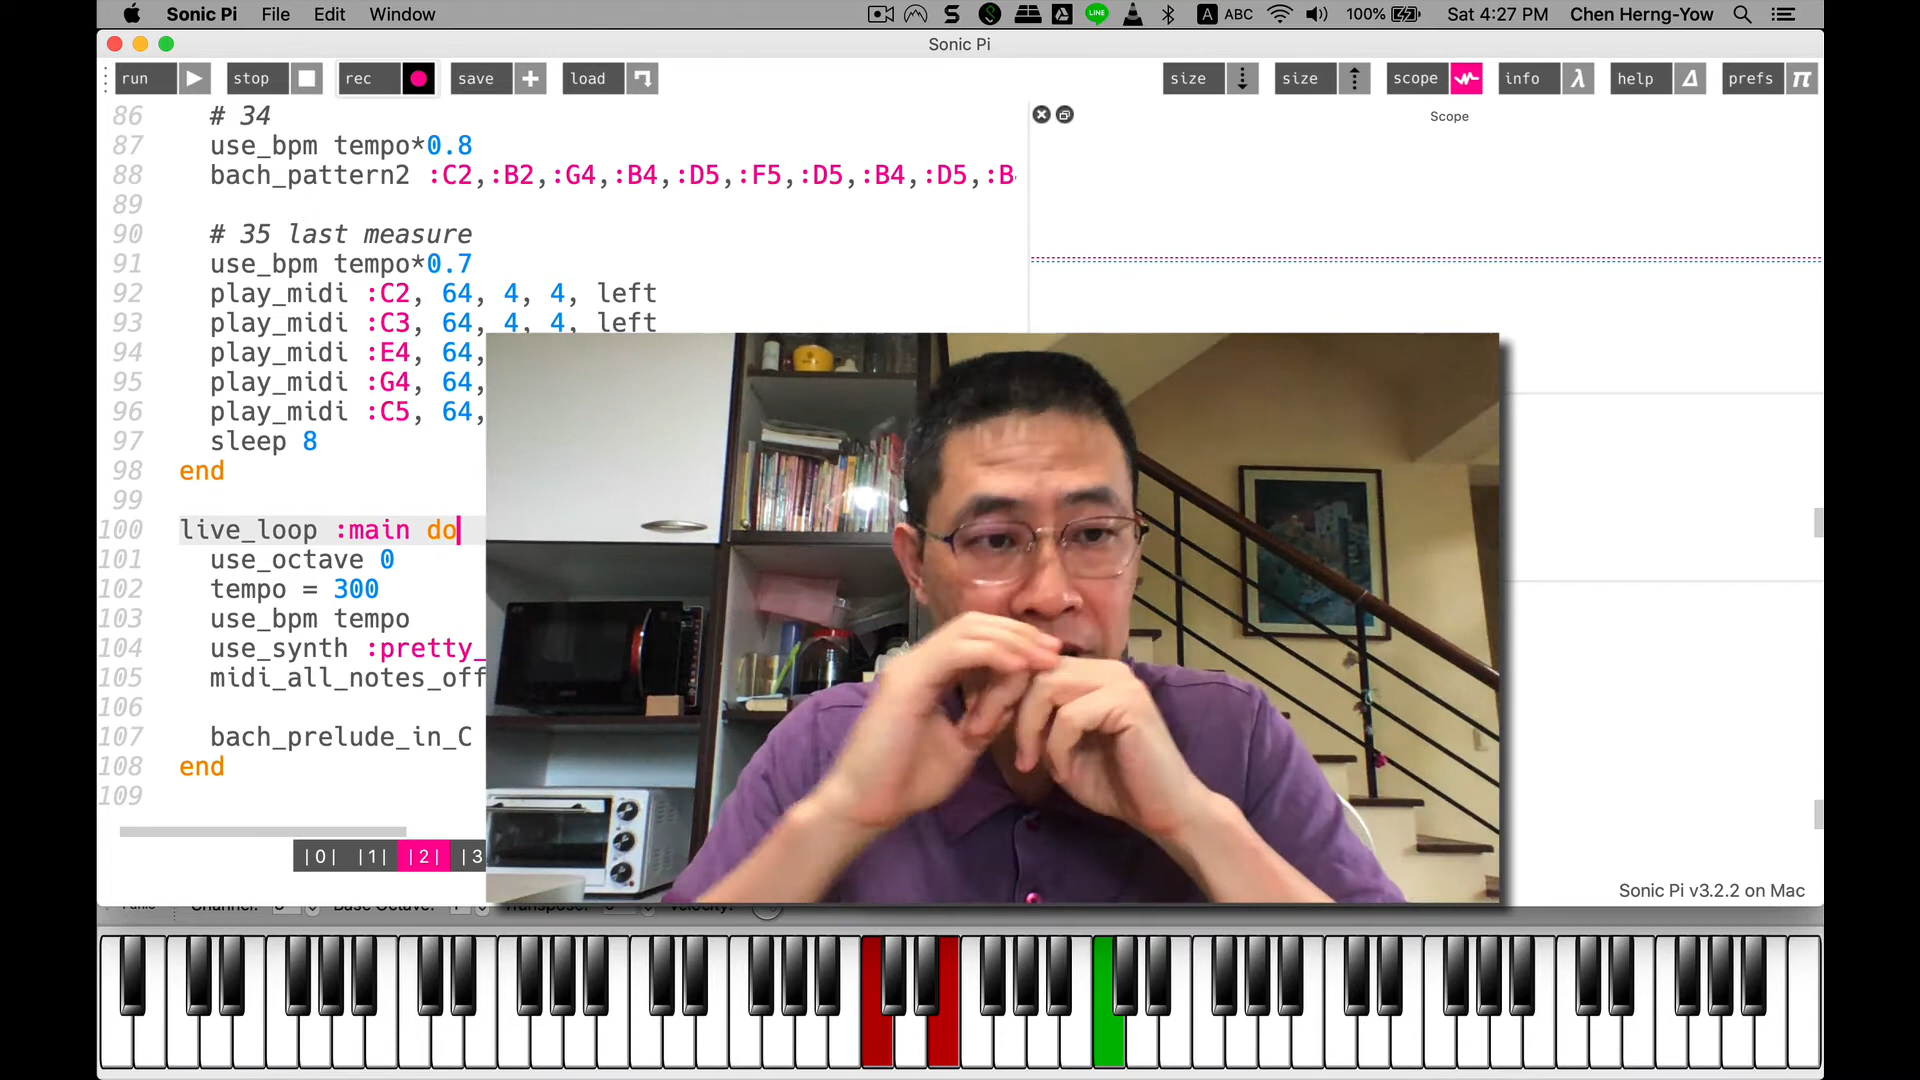 Sonic Pi File Edit Window ABC 100% Sat 4:27 PM Chen Herng-Yow
Sonic Pi
run stop rec save load size size scope info help prefs
Scope
86 # 34
87 use_bpm tempo*0.8
88 bach_pattern2 :C2,:B2,:G4,:B4,:D5,:F5,:D5,:B4,:D5,:B
89
90 # 35 last measure
91 use_bpm tempo*0.7
92 play_midi :C2, 64, 4, 4, left
93 play_midi :C3, 64, 4, 4, left
94 play_midi :E4, 64,
95 play_midi :G4, 64,
96 play_midi :C5, 64,
97 sleep 8
98 end
99
100 live_loop :main do
101 use_octave 0
102 tempo = 300
103 use_bpm tempo
104 use_synth :pretty_
105 midi_all_notes_off
106
107 bach_prelude_in_C
108 end
109
|0| |1| |2| |3
Sonic Pi v3.2.2 on Mac